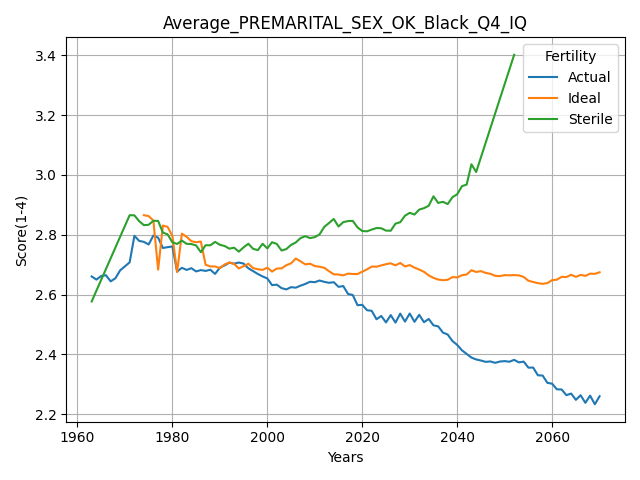 Average_PREMARITAL_SEX_OK_Black_Q4_IQ
Fertility
Actual
Ideal
Sterile
Score(1-4)
3.4
3.2
3.0
2.8
2.6
2.4
2.2
1960 1980 2000 2020 2040 2060
Years